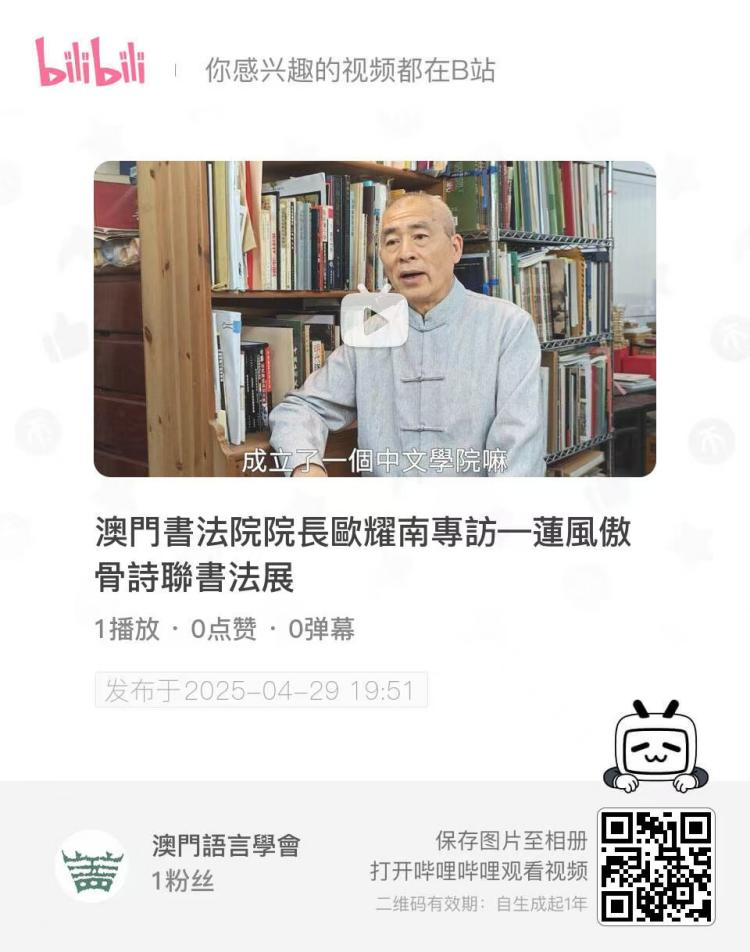 bilibili
你感兴趣的视频都在B站
成立了一個中文學院嘛
澳門書法院院長歐耀南專訪—蓮風傲
骨詩聯書法展
1播放 · 0点赞 · 0弹幕
发布于2025-04-29 19:51
澳門語言學會
1粉丝
保存图片至相册
打开哔哩哔哩观看视频
二维码有效期：自生成起1年